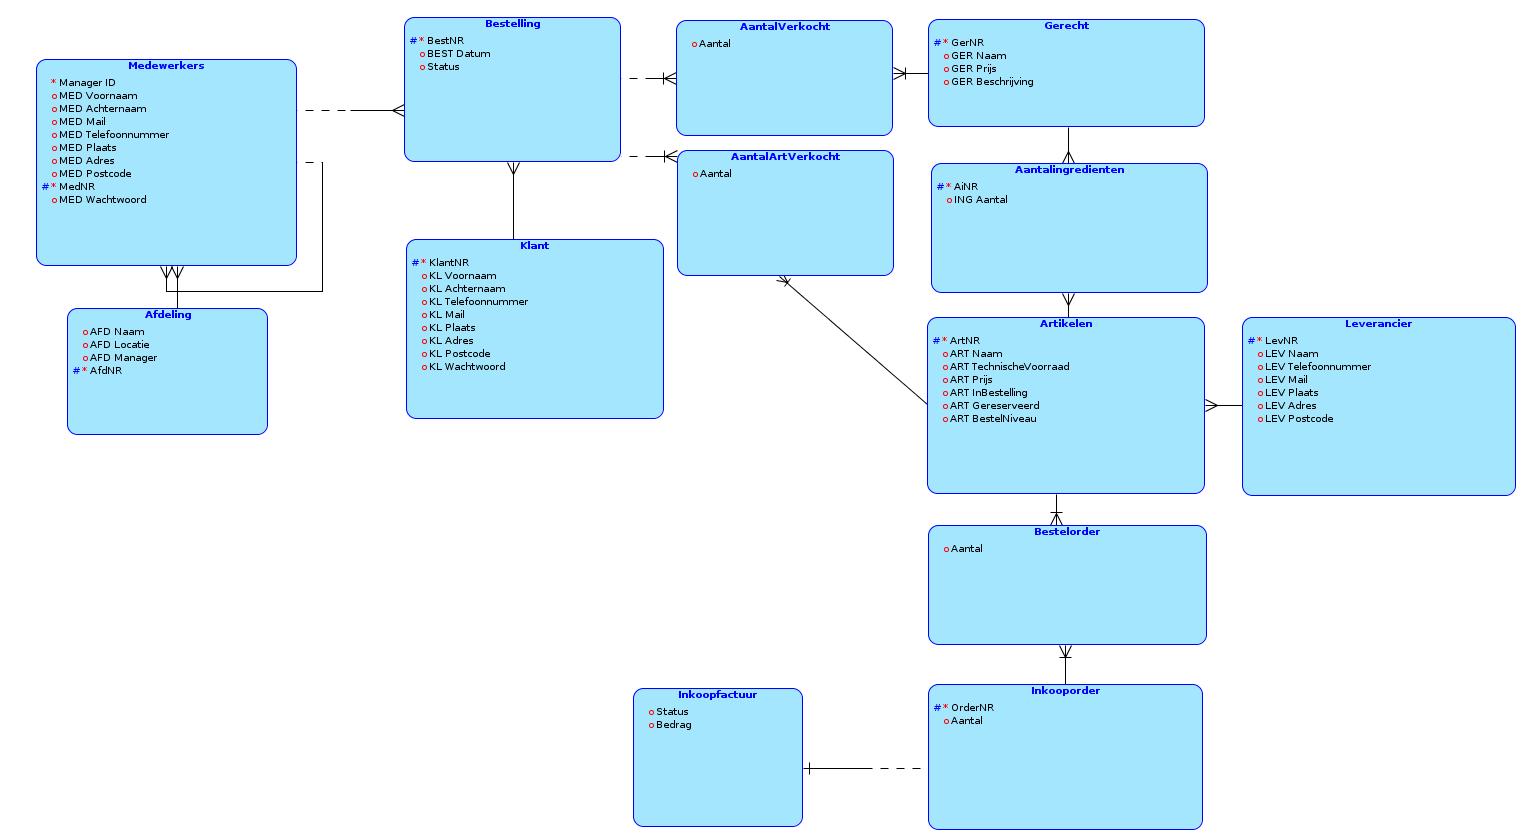 Medewerkers
* Manager ID
o MED Voornaam
o MED Achternaam
o MED Mail
o MED Telefoonnummer
o MED Plaats
o MED Adres
o MED Postcode
# * MedNR
o MED Wachtwoord
Afdeling
o AFD Naam
o AFD Locatie
o AFD Manager
# * AfdNR
Bestelling
# * BestNR
o BEST Datum
o Status
Klant
# * KlantNR
o KL Voornaam
o KL Achternaam
o KL Telefoonnummer
o KL Mail
o KL Plaats
o KL Adres
o KL Postcode
o KL Wachtwoord
AantalVerkocht
o Aantal
AantalArtVerkocht
o Aantal
Gerecht
# * GerNR
o GER Naam
o GER Prijs
o GER Beschrijving
Aantalingredienten
# * AiNR
o ING Aantal
Artikelen
# * ArtNR
o ART Naam
o ART TechnischeVoorraad
o ART Prijs
o ART InBestelling
o ART Gereserveerd
o ART BestelNiveau
Leverancier
# * LevNR
o LEV Naam
o LEV Telefoonnummer
o LEV Mail
o LEV Plaats
o LEV Adres
o LEV Postcode
Bestelorder
o Aantal
Inkoopfactuur
o Status
o Bedrag
Inkooporder
# * OrderNR
o Aantal